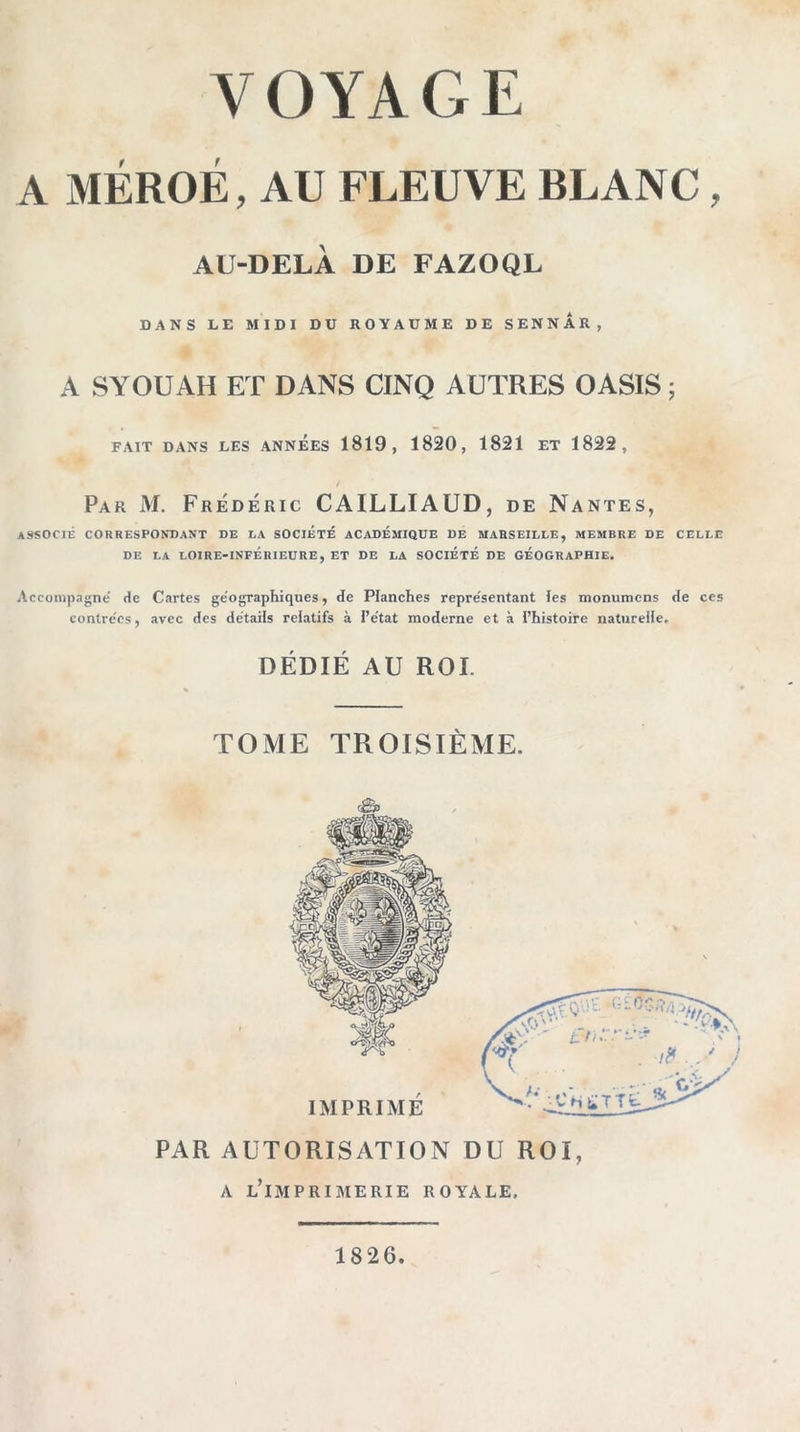 VOYAGE
A MÉROÉ, AU FLEUVE BLANC,
AU-DELÀ DE FAZOQL
DANS LE MIDI DU ROYAUME DE SENNÂR,
A SYOUAH ET DANS CINQ AUTRES OASIS;
FAIT DANS LES ANNÉES 1819, 1820, 1821 ET 1822,
PAR M. FRÉDÉRIC CAILLIAUD, DE NANTES,
ASSOCIÉ CORRESPONDANT DE LA SOCIÉTÉ ACADÉMIQUE DE MARSEILLE, MEMBRE DE CELLE
DE LA LOIRE-INFÉRIEURE, ET DE LA SOCIÉTÉ DE GÉOGRAPHIE.
Accompagné de Cartes géographiques, de Planches représentant les monumens de ces
contrées, avec des détails relatifs à l'état moderne et à l'histoire naturelle.
DÉDIÉ AU ROI.
TOME TROISIÈME.
GÉOGRAPHIQ
HACHETTE & Cie
IMPRIMÉ
PAR AUTORISATION DU ROI,
A L'IMPRIMERIE ROYALE.
1826.